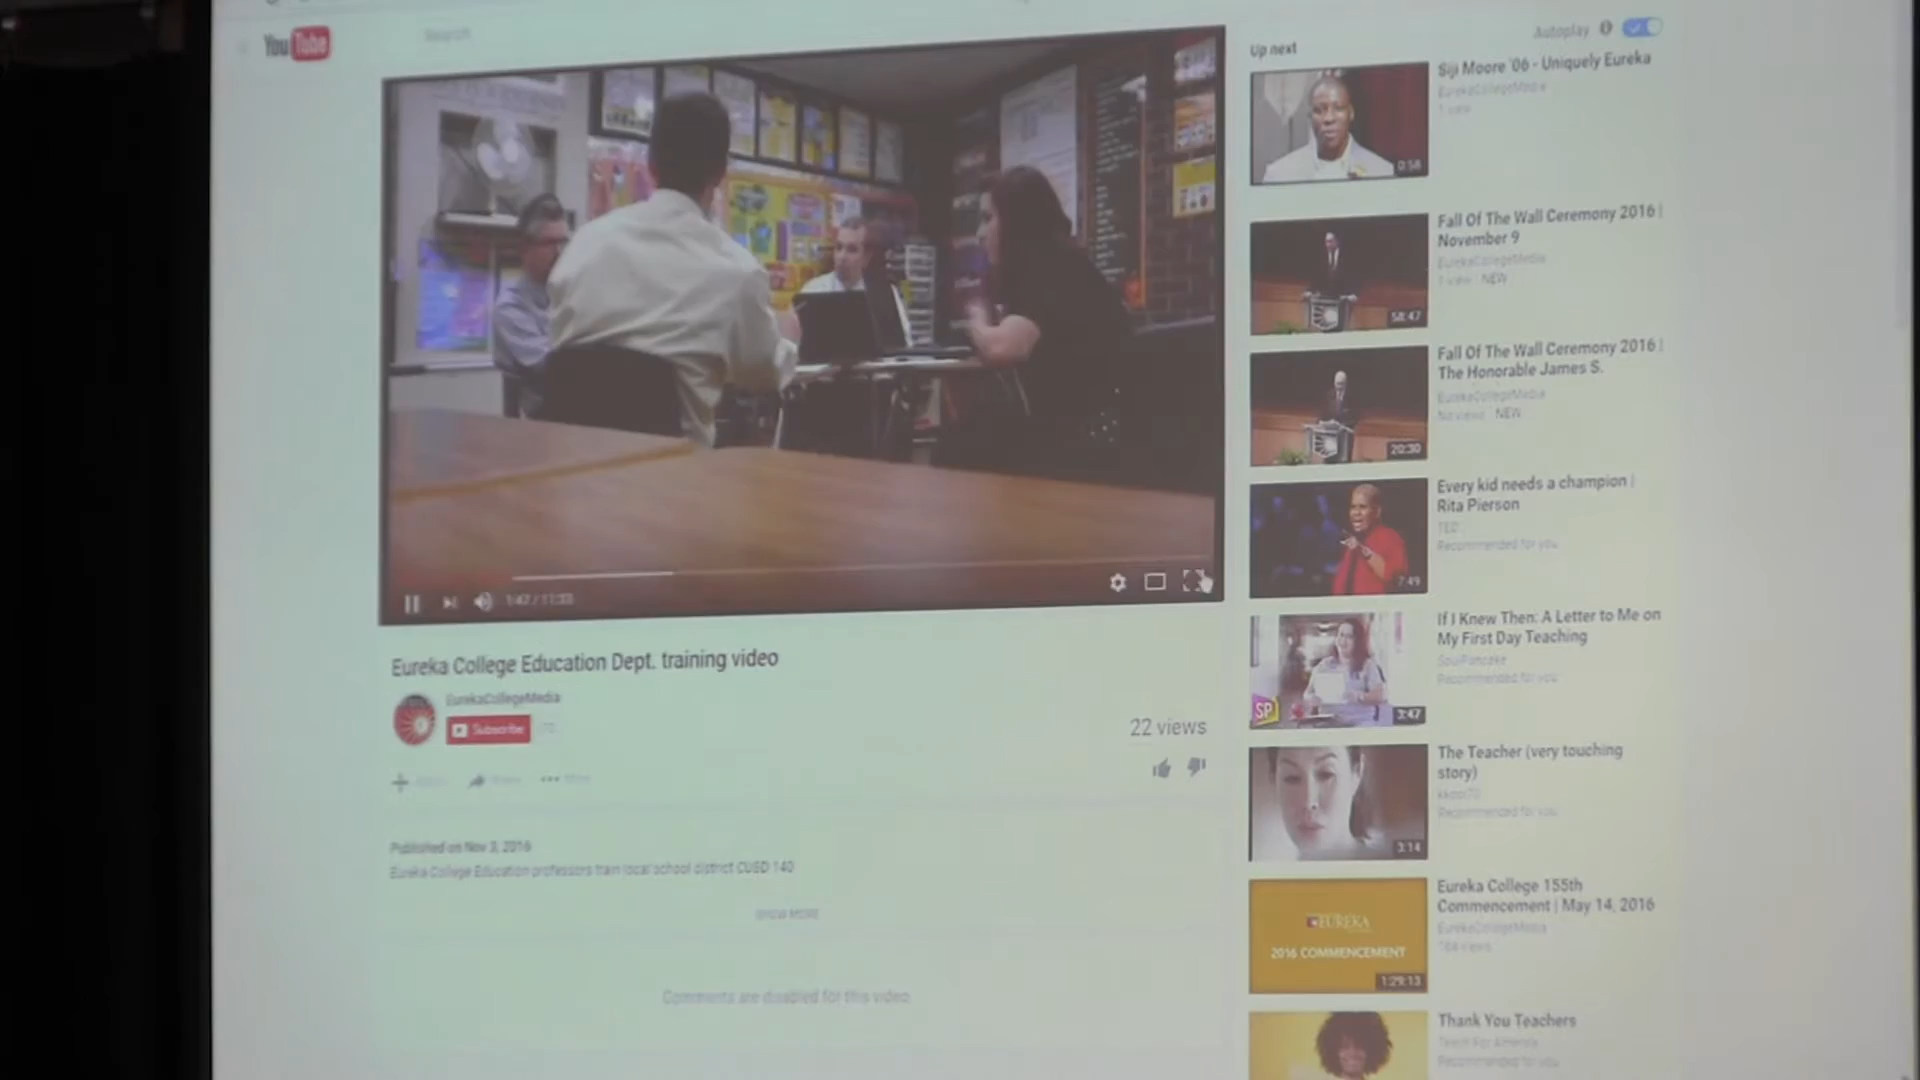 YouTube
Search
Autoplay
Up next
Siji Moore '06 - Uniquely Eureka
EurekaCollegeMedia
1 view
0:58
Fall Of The Wall Ceremony 2016 |
November 9
EurekaCollegeMedia
1 view NEW
58:47
Fall Of The Wall Ceremony 2016 |
The Honorable James S.
EurekaCollegeMedia
No views NEW
20:30
Every kid needs a champion |
Rita Pierson
TED
Recommended for you
7:49
If I Knew Then: A Letter to Me on
My First Day Teaching
SoulPancake
Recommended for you
SP
3:47
The Teacher (very touching
story)
Recommended for you
3:14
Eureka College 155th
Commencement | May 14, 2016
EurekaCollegeMedia
EUREKA
2016 COMMENCEMENT
1:29:13
Thank You Teachers
Teach For America
Recommended for you
1:47 / 11:33
Eureka College Education Dept. training video
EurekaCollegeMedia
Subscribe
22 views
Share
More
Published on Nov 3, 2016
Eureka College Education professors train local school district CUSD 140
SHOW MORE
Comments are disabled for this video.